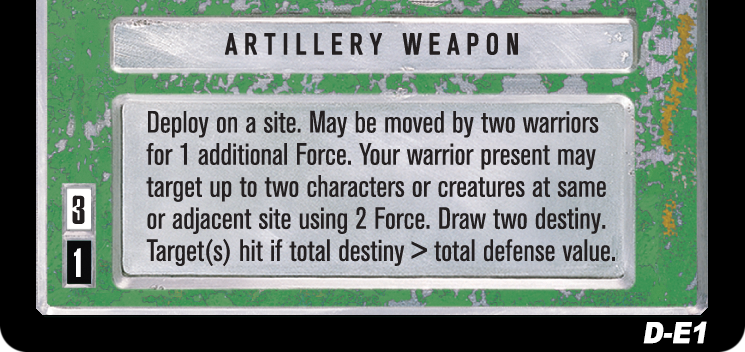 ARTILLERY WEAPON
Deploy on a site. May be moved by two warriors
for 1 additional Force. Your warrior present may
target up to two characters or creatures at same
or adjacent site using 2 Force. Draw two destiny.
Target(s) hit if total destiny > total defense value.
3
1
D-E1